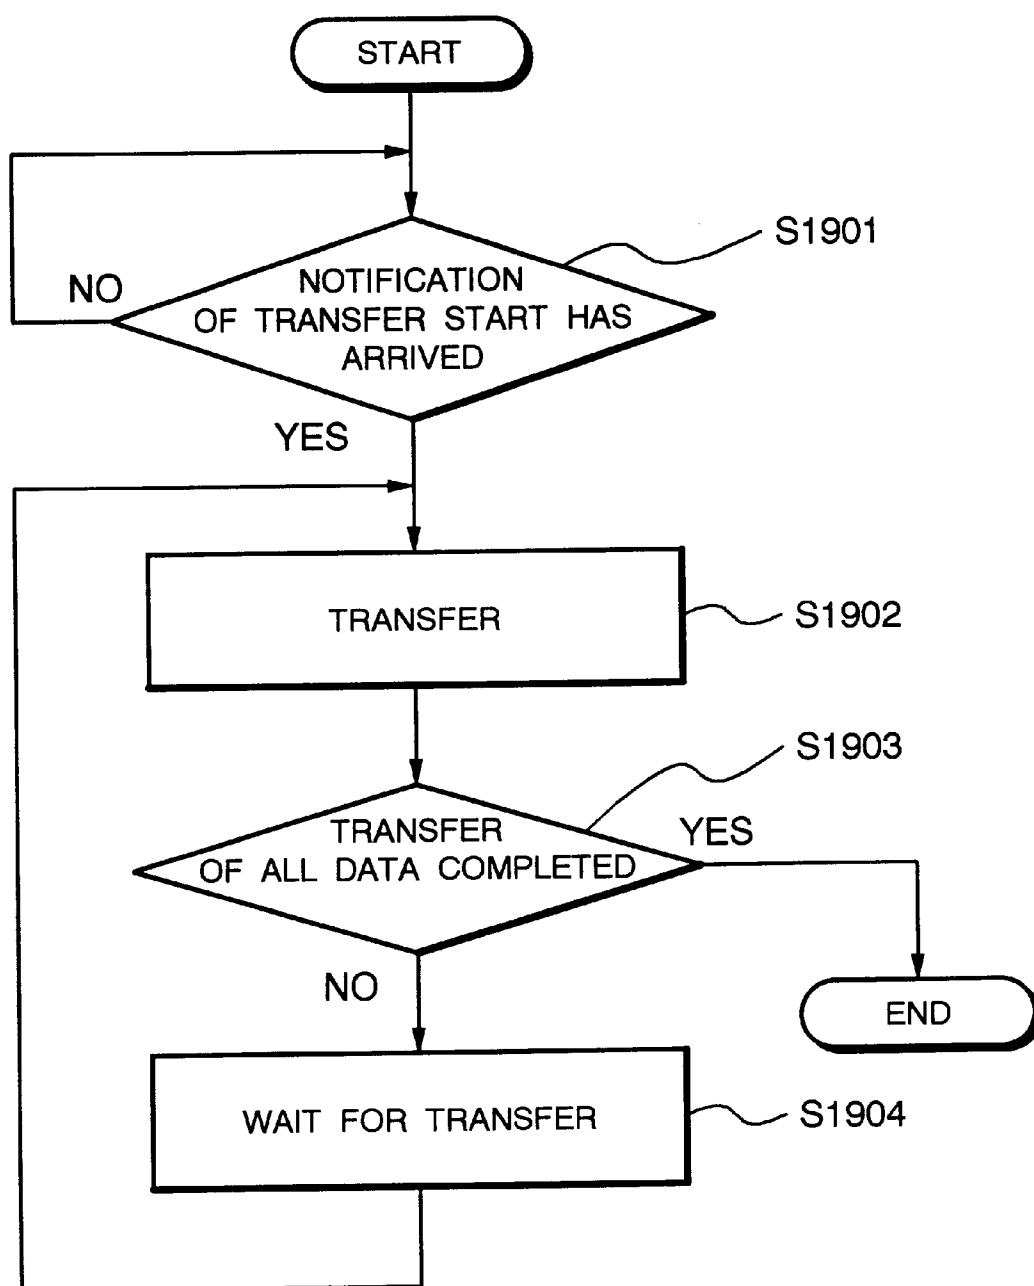 START
S1901
NOTIFICATION
NO
OF TRANSFER START HAS
ARRIVED
YES
TRANSFER
S1902
S1903
TRANSFER
YES
OF ALL DATA COMPLETED
NO
END
WAIT FOR TRANSFER
S1904